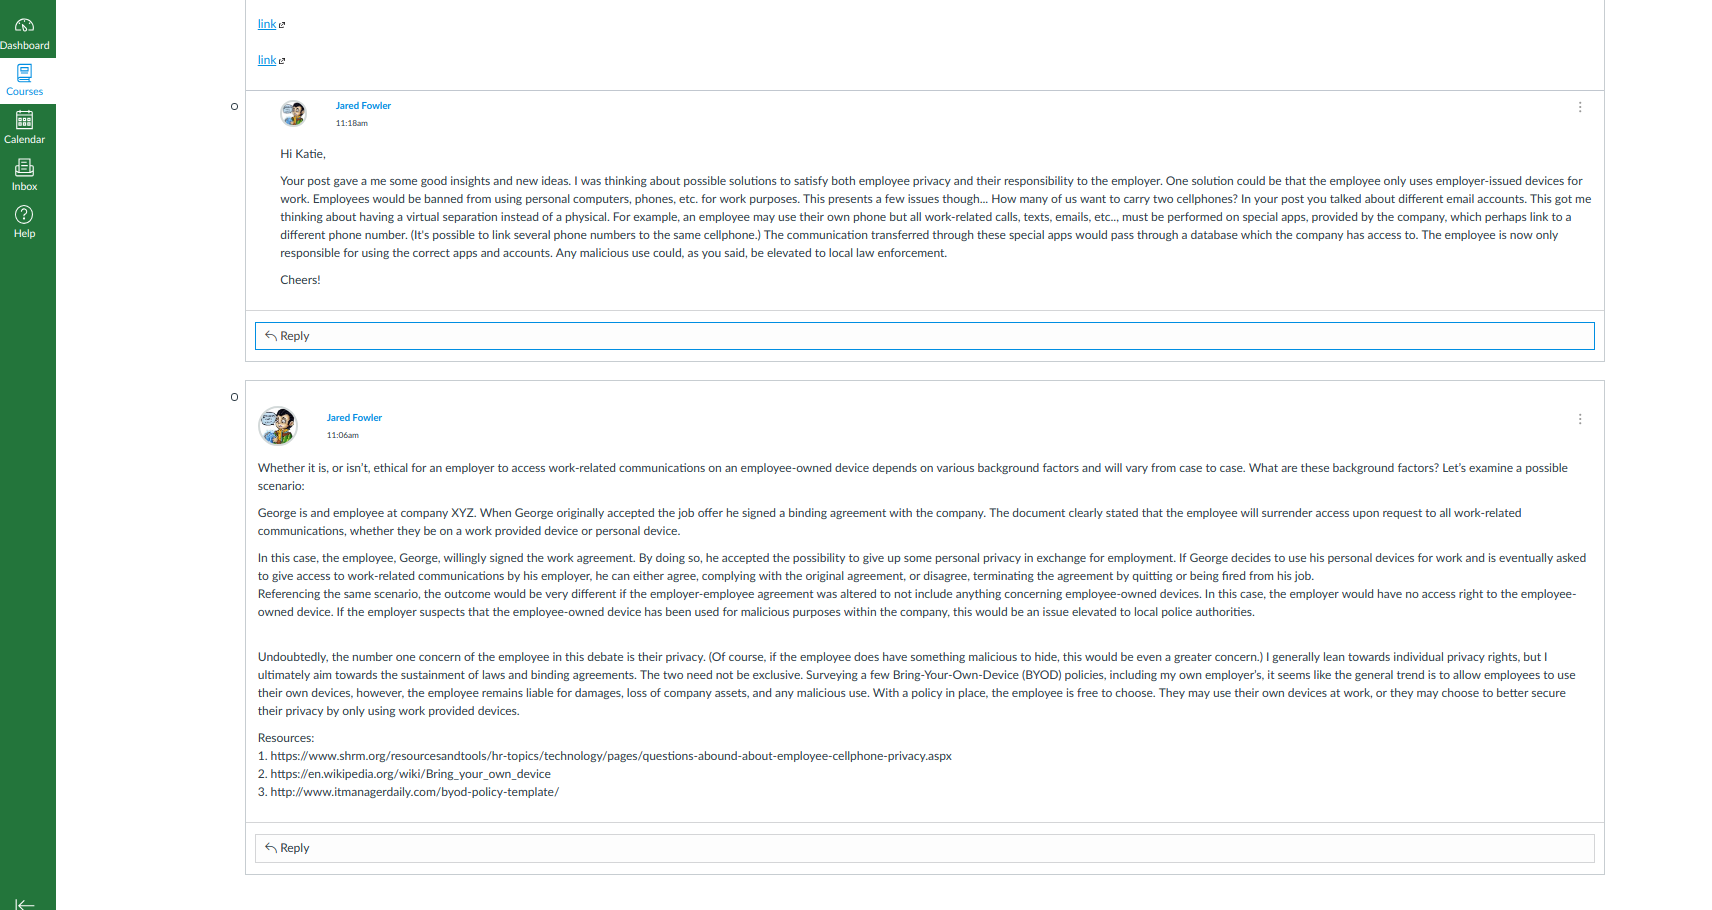 Dashboard
Courses
Calendar
Inbox
Help
link
link
Jared Fowler
11:18am
Hi Katie,
Your post gave a me some good insights and new ideas. I was thinking about possible solutions to satisfy both employee privacy and their responsibility to the employer. One solution could be that the employee only uses employer-issued devices for
work. Employees would be banned from using personal computers, phones, etc. for work purposes. This presents a few issues though... How many of us want to carry two cellphones? In your post you talked about different email accounts. This got me
thinking about having a virtual separation instead of a physical. For example, an employee may use their own phone but all work-related calls, texts, emails, etc.., must be performed on special apps, provided by the company, which perhaps link to a
different phone number. (It's possible to link several phone numbers to the same cellphone.) The communication transferred through these special apps would pass through a database which the company has access to. The employee is now only
responsible for using the correct apps and accounts. Any malicious use could, as you said, be elevated to local law enforcement.
Cheers!
Reply
Jared Fowler
11:06am
Whether it is, or isn't, ethical for an employer to access work-related communications on an employee-owned device depends on various background factors and will vary from case to case. What are these background factors? Let's examine a possible
scenario:
George is and employee at company XYZ. When George originally accepted the job offer he signed a binding agreement with the company. The document clearly stated that the employee will surrender access upon request to all work-related
communications, whether they be on a work provided device or personal device.
In this case, the employee, George, willingly signed the work agreement. By doing so, he accepted the possibility to give up some personal privacy in exchange for employment. If George decides to use his personal devices for work and is eventually asked
to give access to work-related communications by his employer, he can either agree, complying with the original agreement, or disagree, terminating the agreement by quitting or being fired from his job.
Referencing the same scenario, the outcome would be very different if the employer-employee agreement was altered to not include anything concerning employee-owned devices. In this case, the employer would have no access right to the employee-
owned device. If the employer suspects that the employee-owned device has been used for malicious purposes within the company, this would be an issue elevated to local police authorities.
Undoubtedly, the number one concern of the employee in this debate is their privacy. (Of course, if the employee does have something malicious to hide, this would be even a greater concern.) I generally lean towards individual privacy rights, but I
ultimately aim towards the sustainment of laws and binding agreements. The two need not be exclusive. Surveying a few Bring-Your-Own-Device (BYOD) policies, including my own employer's, it seems like the general trend is to allow employees to use
their own devices, however, the employee remains liable for damages, loss of company assets, and any malicious use. With a policy in place, the employee is free to choose. They may use their own devices at work, or they may choose to better secure
their privacy by only using work provided devices.
Resources:
1. https://www.shrm.org/resourcesandtools/hr-topics/technology/pages/questions-abound-about-employee-cellphone-privacy.aspx
2. https://en.wikipedia.org/wiki/Bring_your_own_device
3. http://www.itmanagerdaily.com/byod-policy-template/
Reply